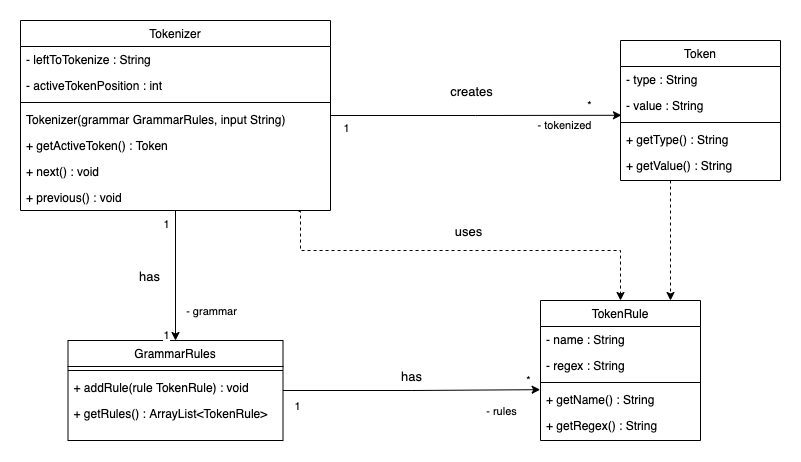 Tokenizer
- leftToTokenize : String
- activeTokenPosition : int
Tokenizer(grammar GrammarRules, input String)
+ getActiveToken() : Token
+ next() : void
+ previous() : void
creates
1
*
- tokenized
Token
- type : String
- value : String
+ getType() : String
+ getValue() : String
1
has
- grammar
1
uses
GrammarRules
+ addRule(rule TokenRule) : void
+ getRules() : ArrayList<TokenRule>
has
1
*
- rules
TokenRule
- name : String
- regex : String
+ getName() : String
+ getRegex() : String